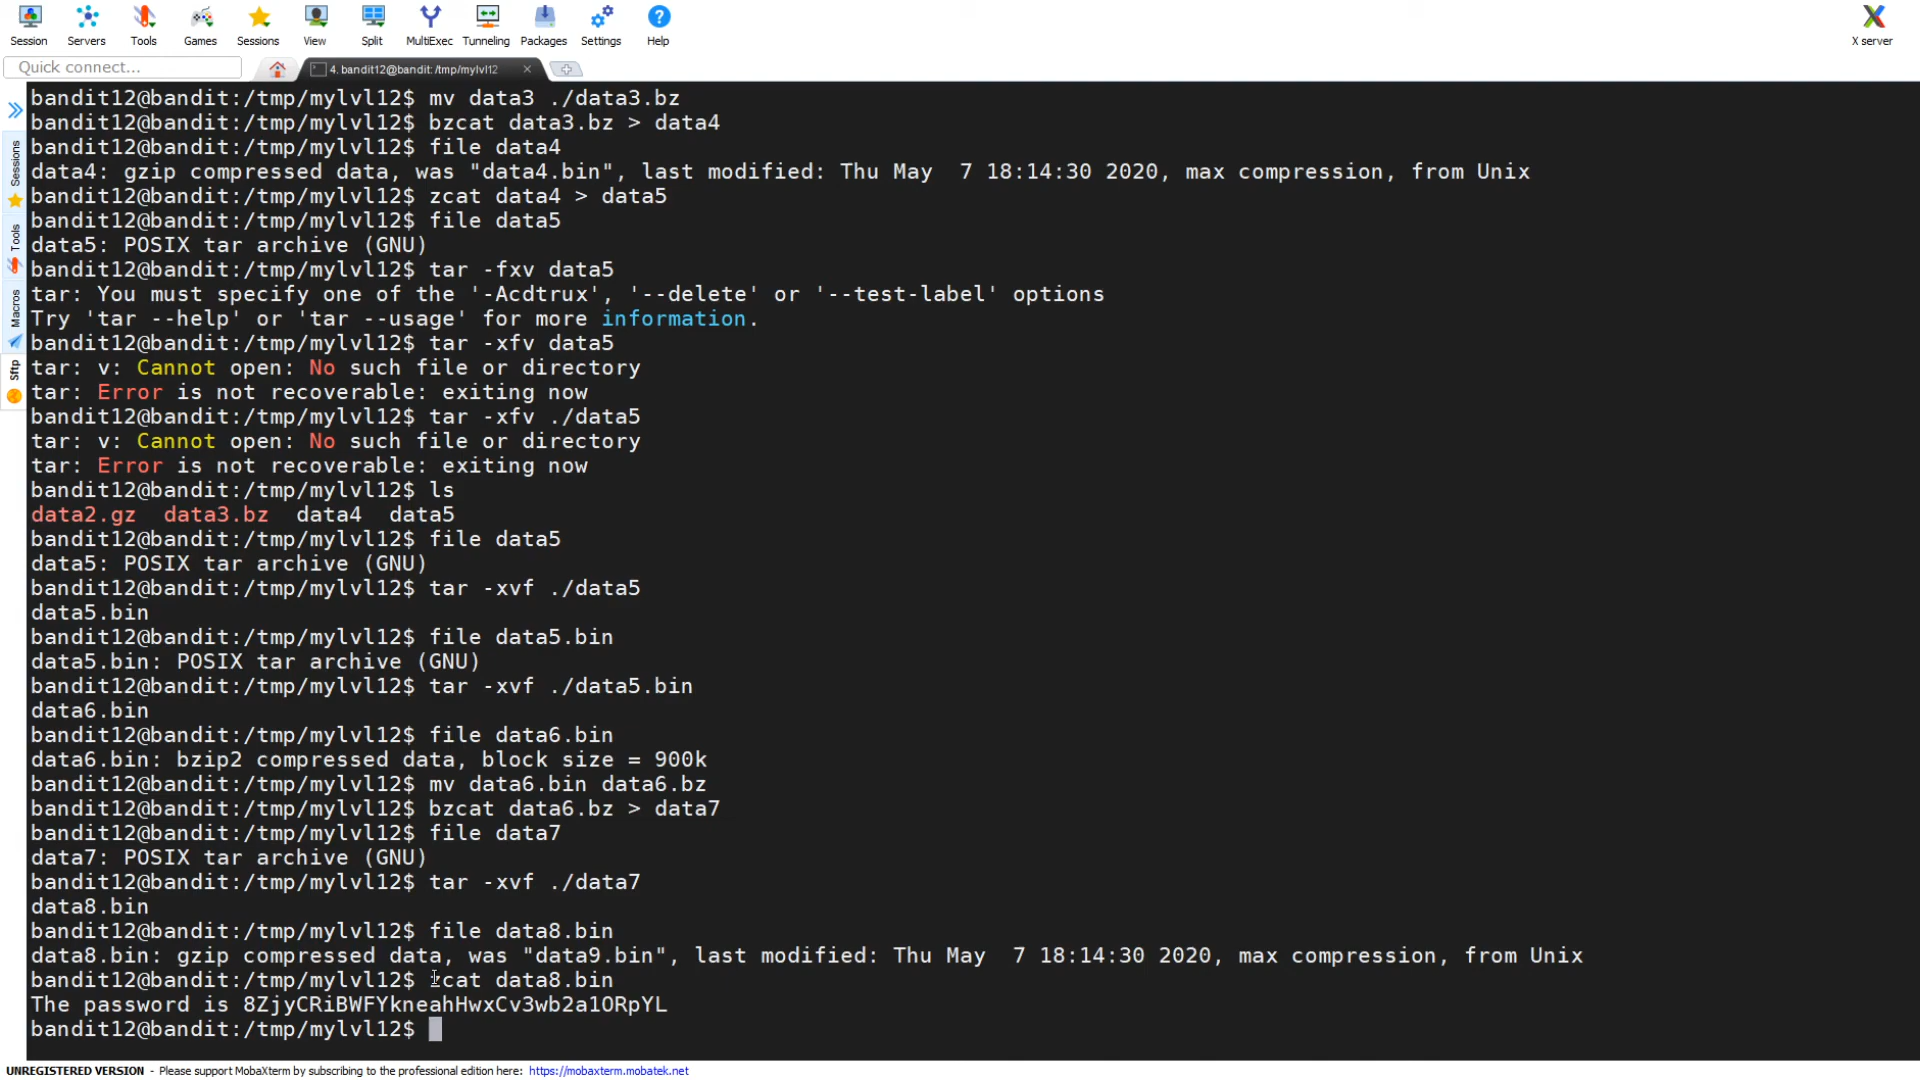 Session Servers Tools Games Sessions View Split MultiExec Tunneling Packages Settings Help X server
Quick connect... 4. bandit12@bandit: /tmp/mylvl12
Sessions
Tools
Macros
Sftp
bandit12@bandit:/tmp/mylvl12$ mv data3 ./data3.bz
bandit12@bandit:/tmp/mylvl12$ bzcat data3.bz > data4
bandit12@bandit:/tmp/mylvl12$ file data4
data4: gzip compressed data, was "data4.bin", last modified: Thu May  7 18:14:30 2020, max compression, from Unix
bandit12@bandit:/tmp/mylvl12$ zcat data4 > data5
bandit12@bandit:/tmp/mylvl12$ file data5
data5: POSIX tar archive (GNU)
bandit12@bandit:/tmp/mylvl12$ tar -fxv data5
tar: You must specify one of the '-Acdtrux', '--delete' or '--test-label' options
Try 'tar --help' or 'tar --usage' for more information.
bandit12@bandit:/tmp/mylvl12$ tar -xfv data5
tar: v: Cannot open: No such file or directory
tar: Error is not recoverable: exiting now
bandit12@bandit:/tmp/mylvl12$ tar -xfv ./data5
tar: v: Cannot open: No such file or directory
tar: Error is not recoverable: exiting now
bandit12@bandit:/tmp/mylvl12$ ls
data2.gz  data3.bz  data4  data5
bandit12@bandit:/tmp/mylvl12$ file data5
data5: POSIX tar archive (GNU)
bandit12@bandit:/tmp/mylvl12$ tar -xvf ./data5
data5.bin
bandit12@bandit:/tmp/mylvl12$ file data5.bin
data5.bin: POSIX tar archive (GNU)
bandit12@bandit:/tmp/mylvl12$ tar -xvf ./data5.bin
data6.bin
bandit12@bandit:/tmp/mylvl12$ file data6.bin
data6.bin: bzip2 compressed data, block size = 900k
bandit12@bandit:/tmp/mylvl12$ mv data6.bin data6.bz
bandit12@bandit:/tmp/mylvl12$ bzcat data6.bz > data7
bandit12@bandit:/tmp/mylvl12$ file data7
data7: POSIX tar archive (GNU)
bandit12@bandit:/tmp/mylvl12$ tar -xvf ./data7
data8.bin
bandit12@bandit:/tmp/mylvl12$ file data8.bin
data8.bin: gzip compressed data, was "data9.bin", last modified: Thu May  7 18:14:30 2020, max compression, from Unix
bandit12@bandit:/tmp/mylvl12$ zcat data8.bin
The password is 8ZjyCRiBWFYkneahHwxCv3wb2a1ORpYL
bandit12@bandit:/tmp/mylvl12$
UNREGISTERED VERSION - Please support MobaXterm by subscribing to the professional edition here: https://mobaxterm.mobatek.net